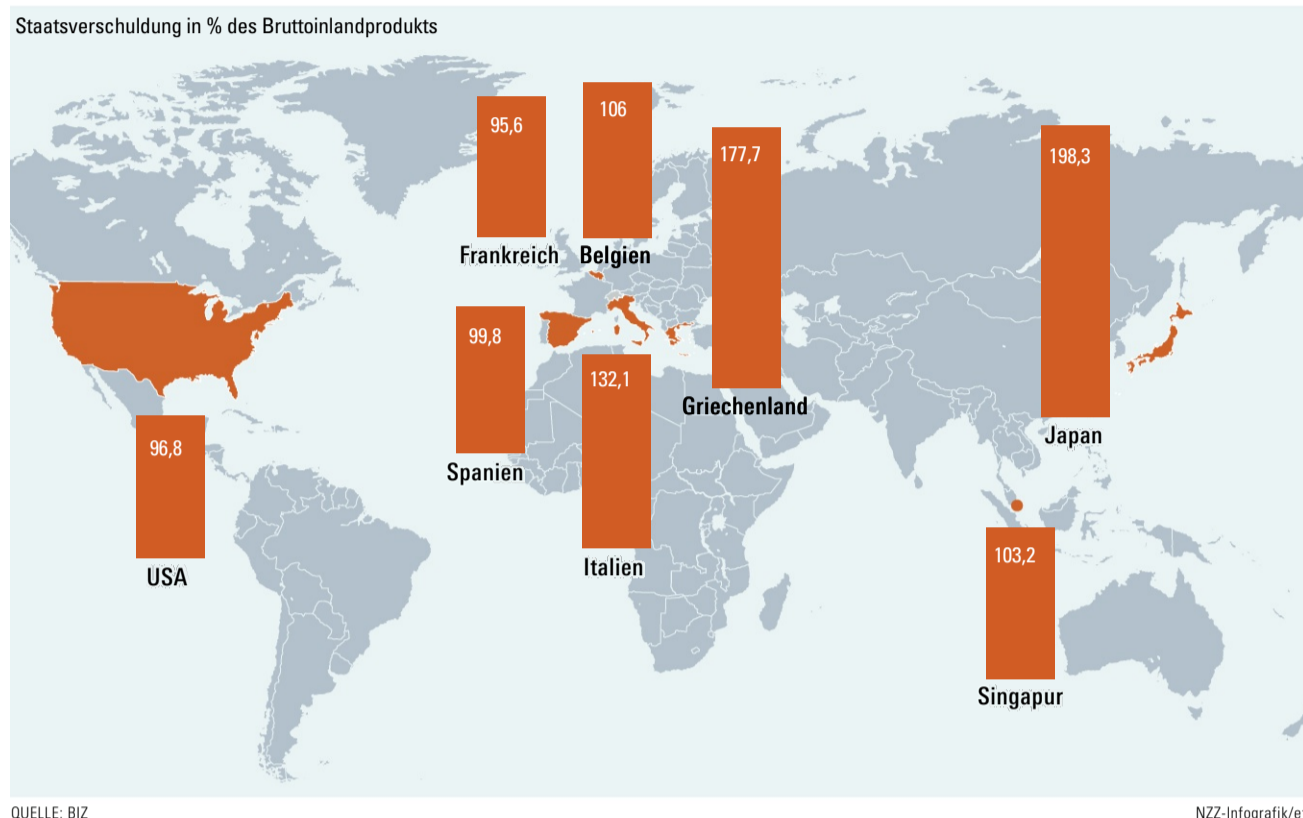 Staatsverschuldung in % des Bruttoinlandprodukts
95,6
Frankreich
106
Belgien
177,7
Griechenland
198,3
Japan
99,8
Spanien
132,1
Italien
96,8
USA
103,2
Singapur
QUELLE: BIZ